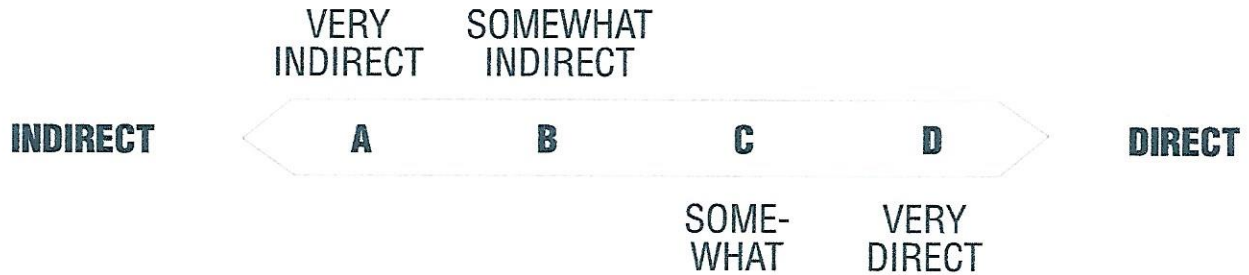 VERY SOMEWHAT
INDIRECT INDIRECT
INDIRECT A B C D DIRECT
SOME- VERY
WHAT DIRECT